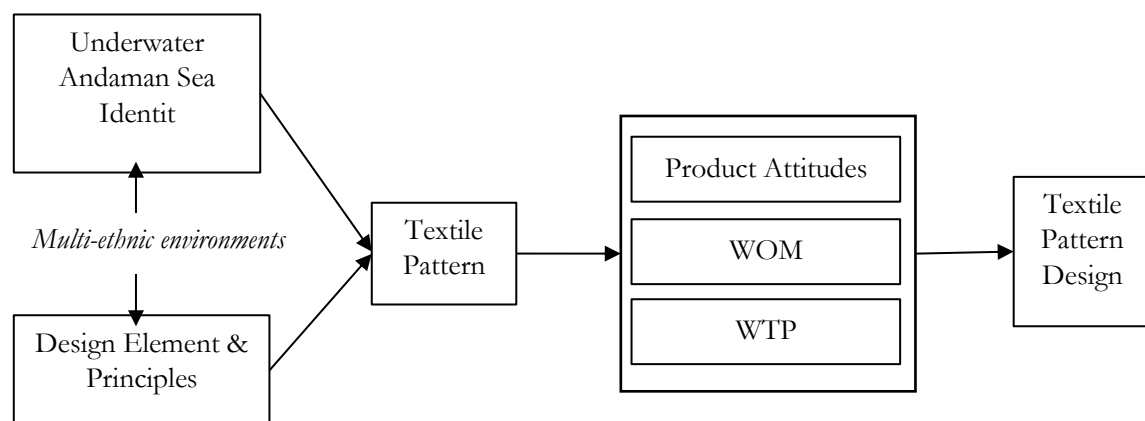 Underwater
Andaman Sea
Identit
Multi-ethnic environments
Design Element &
Principles
Textile
Pattern
Product Attitudes
WOM
WTP
Textile
Pattern
Design